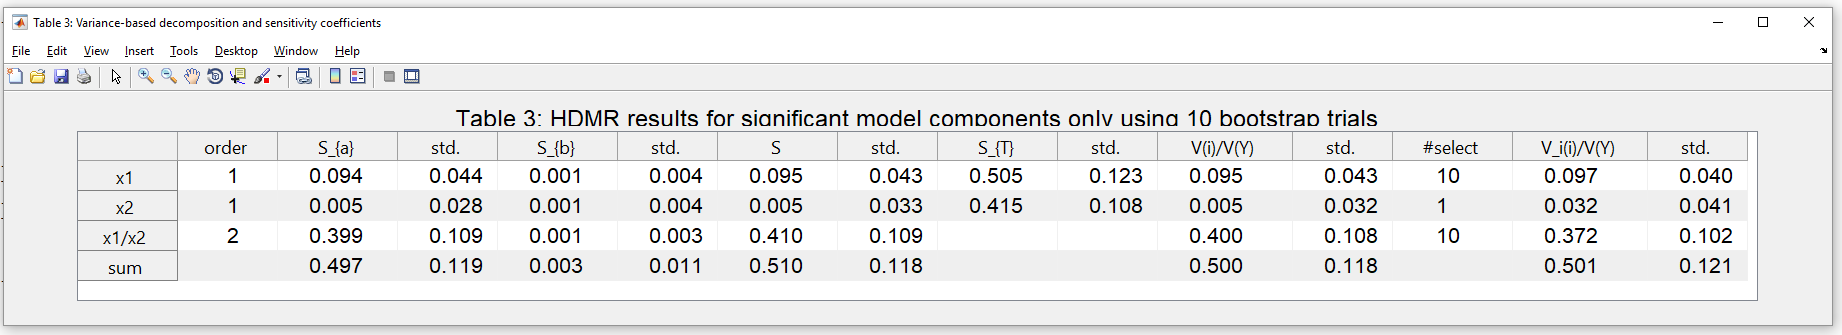 Table 3: Variance-based decomposition and sensitivity coefficients
File Edit View Insert Tools Desktop Window Help
Table 3: HDMR results for significant model components only using 10 bootstrap trials
order S_{a} std. S_{b} std. S std. S_{T} std. V(i)/V(Y) std. #select V_i(i)/V(Y) std.
x1 1 0.094 0.044 0.001 0.004 0.095 0.043 0.505 0.123 0.095 0.043 10 0.097 0.040
x2 1 0.005 0.028 0.001 0.004 0.005 0.033 0.415 0.108 0.005 0.032 1 0.032 0.041
x1/x2 2 0.399 0.109 0.001 0.003 0.410 0.109 0.400 0.108 10 0.372 0.102
sum 0.497 0.119 0.003 0.011 0.510 0.118 0.500 0.118 0.501 0.121